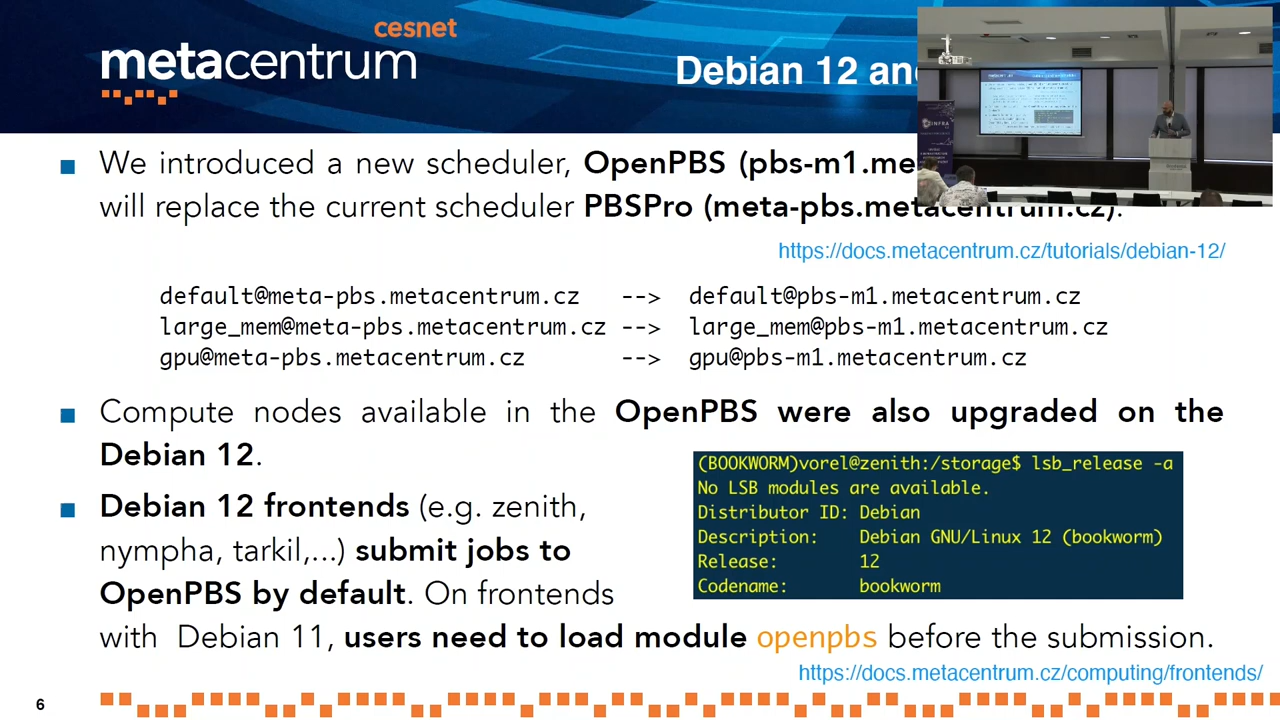 cesnet
metacentrum
Debian 12 and
We introduced a new scheduler, OpenPBS (pbs-m1.me
will replace the current scheduler PBSPro (meta-pbs.metacentrum.cz).
https://docs.metacentrum.cz/tutorials/debian-12/
default@meta-pbs.metacentrum.cz --> default@pbs-m1.metacentrum.cz
large_mem@meta-pbs.metacentrum.cz --> large_mem@pbs-m1.metacentrum.cz
gpu@meta-pbs.metacentrum.cz --> gpu@pbs-m1.metacentrum.cz
Compute nodes available in the OpenPBS were also upgraded on the
Debian 12.
(BOOKWORM)vorel@zenith:/storage$ lsb_release -a
No LSB modules are available.
Distributor ID: Debian
Description: Debian GNU/Linux 12 (bookworm)
Release: 12
Codename: bookworm
Debian 12 frontends (e.g. zenith,
nympha, tarkil,...) submit jobs to
OpenPBS by default. On frontends
with Debian 11, users need to load module openpbs before the submission.
https://docs.metacentrum.cz/computing/frontends/
6